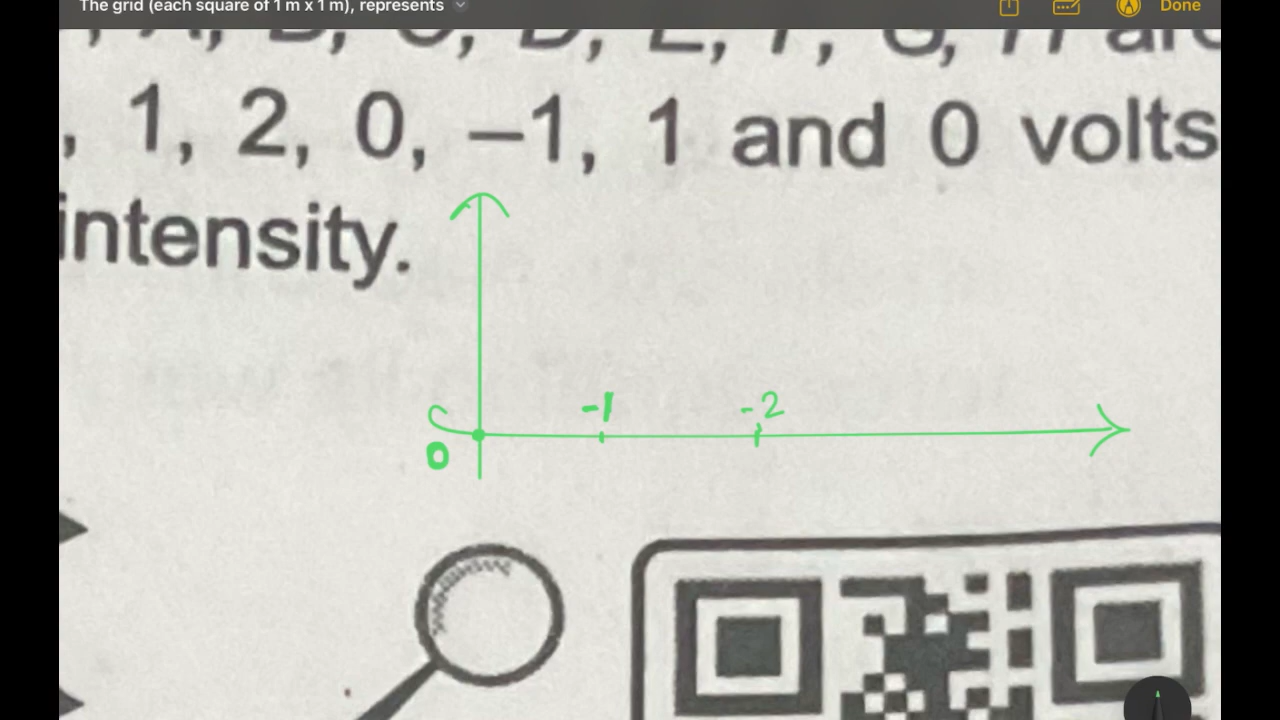 The grid (each square of 1 m x 1 m), represents
Done
, A, B, C, D, E, F, G, H are
, 1, 2, 0, –1, 1 and 0 volts
intensity.
-1
-2
0